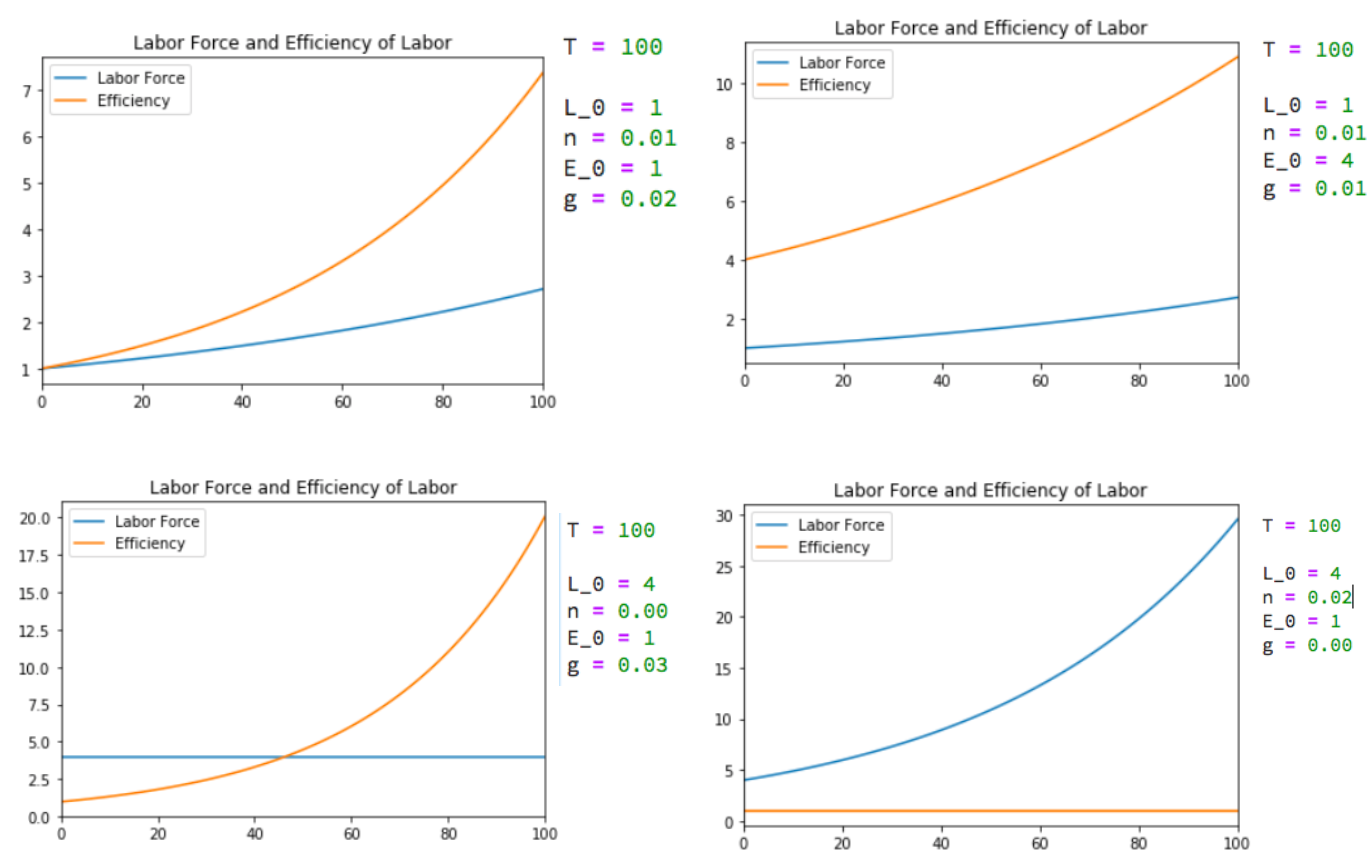 Labor Force and Efficiency of Labor
Labor Force
Efficiency
7
6
5
4
3
2
1
0 20 40 60 80 100
T = 100
L_0 = 1
n = 0.01
E_0 = 1
g = 0.02
Labor Force and Efficiency of Labor
Labor Force
Efficiency
10
8
6
4
2
0 20 40 60 80 100
T = 100
L_0 = 1
n = 0.01
E_0 = 4
g = 0.01
Labor Force and Efficiency of Labor
Labor Force
Efficiency
20.0
17.5
15.0
12.5
10.0
7.5
5.0
2.5
0.0
0 20 40 60 80 100
T = 100
L_0 = 4
n = 0.00
E_0 = 1
g = 0.03
Labor Force and Efficiency of Labor
Labor Force
Efficiency
30
25
20
15
10
5
0
0 20 40 60 80 100
T = 100
L_0 = 4
n = 0.02
E_0 = 1
g = 0.00